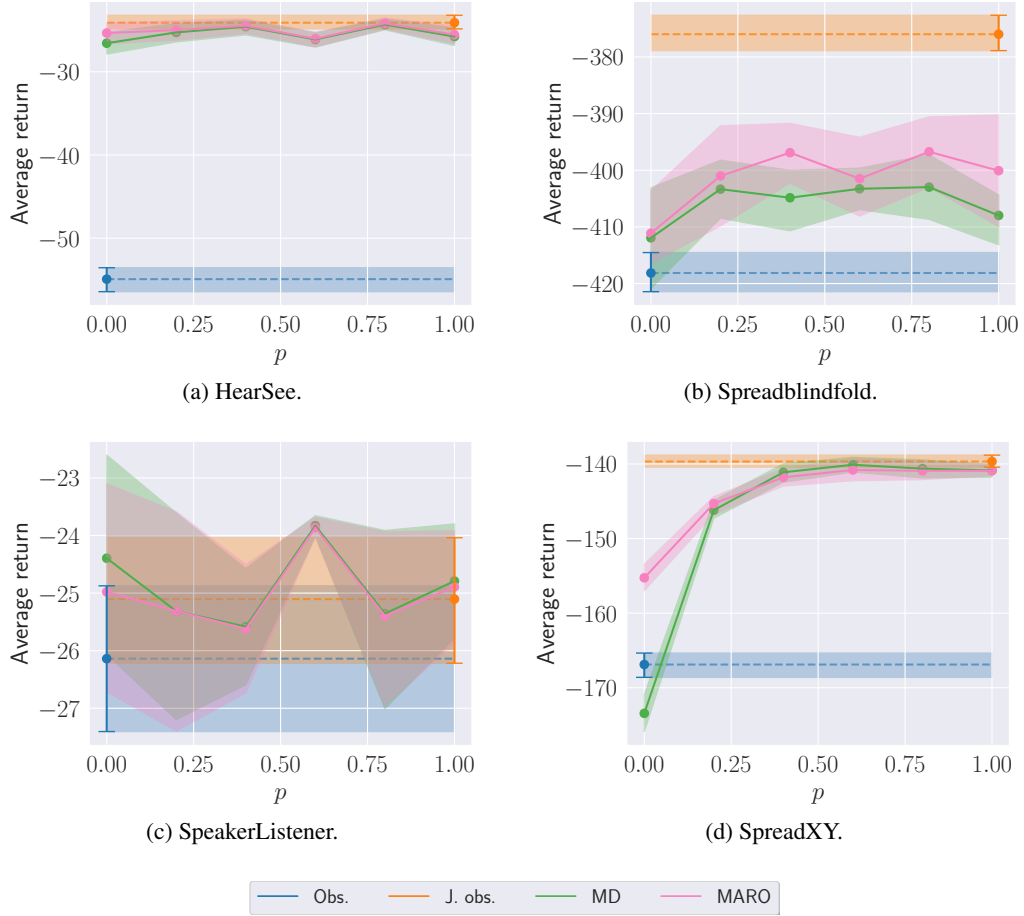 Average return
−30
−40
−50
0.00 0.25 0.50 0.75 1.00
p
(a) HearSee.
Average return
−380
−390
−400
−410
−420
0.00 0.25 0.50 0.75 1.00
p
(b) Spreadblindfold.
Average return
−23
−24
−25
−26
−27
0.00 0.25 0.50 0.75 1.00
p
(c) SpeakerListener.
Average return
−140
−150
−160
−170
0.00 0.25 0.50 0.75 1.00
p
(d) SpreadXY.
Obs. J. obs. MD MARO